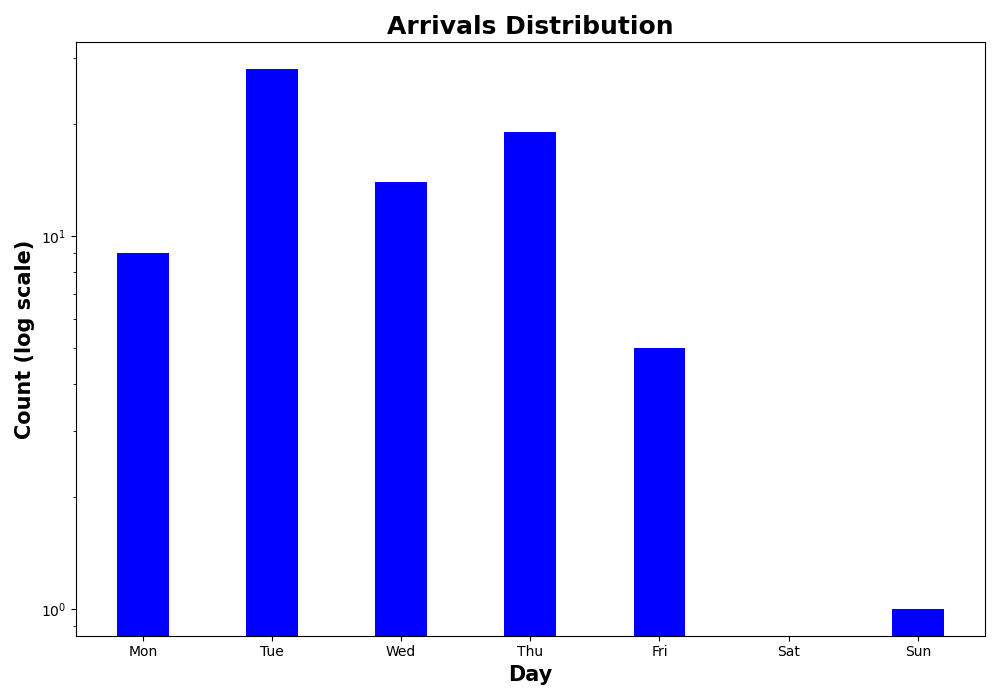 Arrivals Distribution
Count (log scale)
10¹
10⁰
Mon Tue Wed Thu Fri Sat Sun
Day